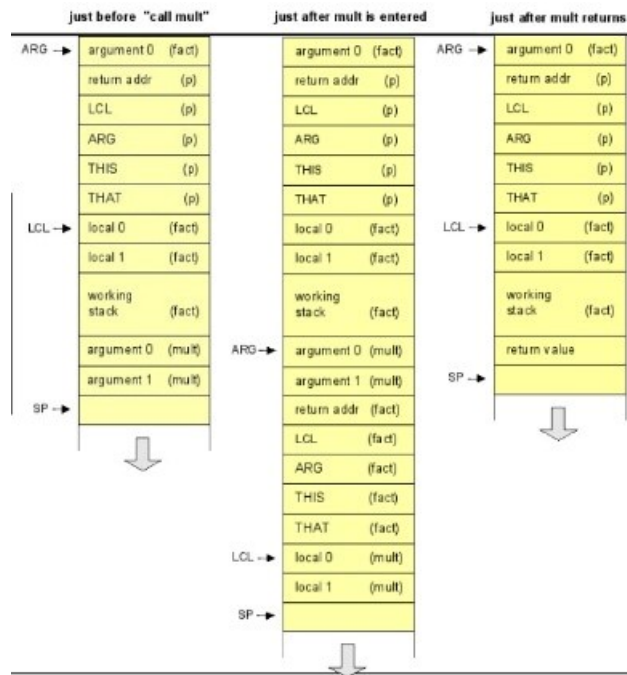 just before "call mult"
ARG argument 0 (fact)
return addr (p)
LCL (p)
ARG (p)
THIS (p)
THAT (p)
LCL local 0 (fact)
local 1 (fact)
working
stack (fact)
argument 0 (mult)
argument 1 (mult)
SP
just after mult is entered
argument 0 (fact)
return addr (p)
LCL (p)
ARG (p)
THIS (p)
THAT (p)
local 0 (fact)
local 1 (fact)
working
stack (fact)
ARG argument 0 (mult)
argument 1 (mult)
return addr (fact)
LCL (fact)
ARG (fact)
THIS (fact)
THAT (fact)
LCL local 0 (mult)
local 1 (mult)
SP
just after mult returns
ARG argument 0 (fact)
return addr (p)
LCL (p)
ARG (p)
THIS (p)
THAT (p)
LCL local 0 (fact)
local 1 (fact)
working
stack (fact)
return value
SP